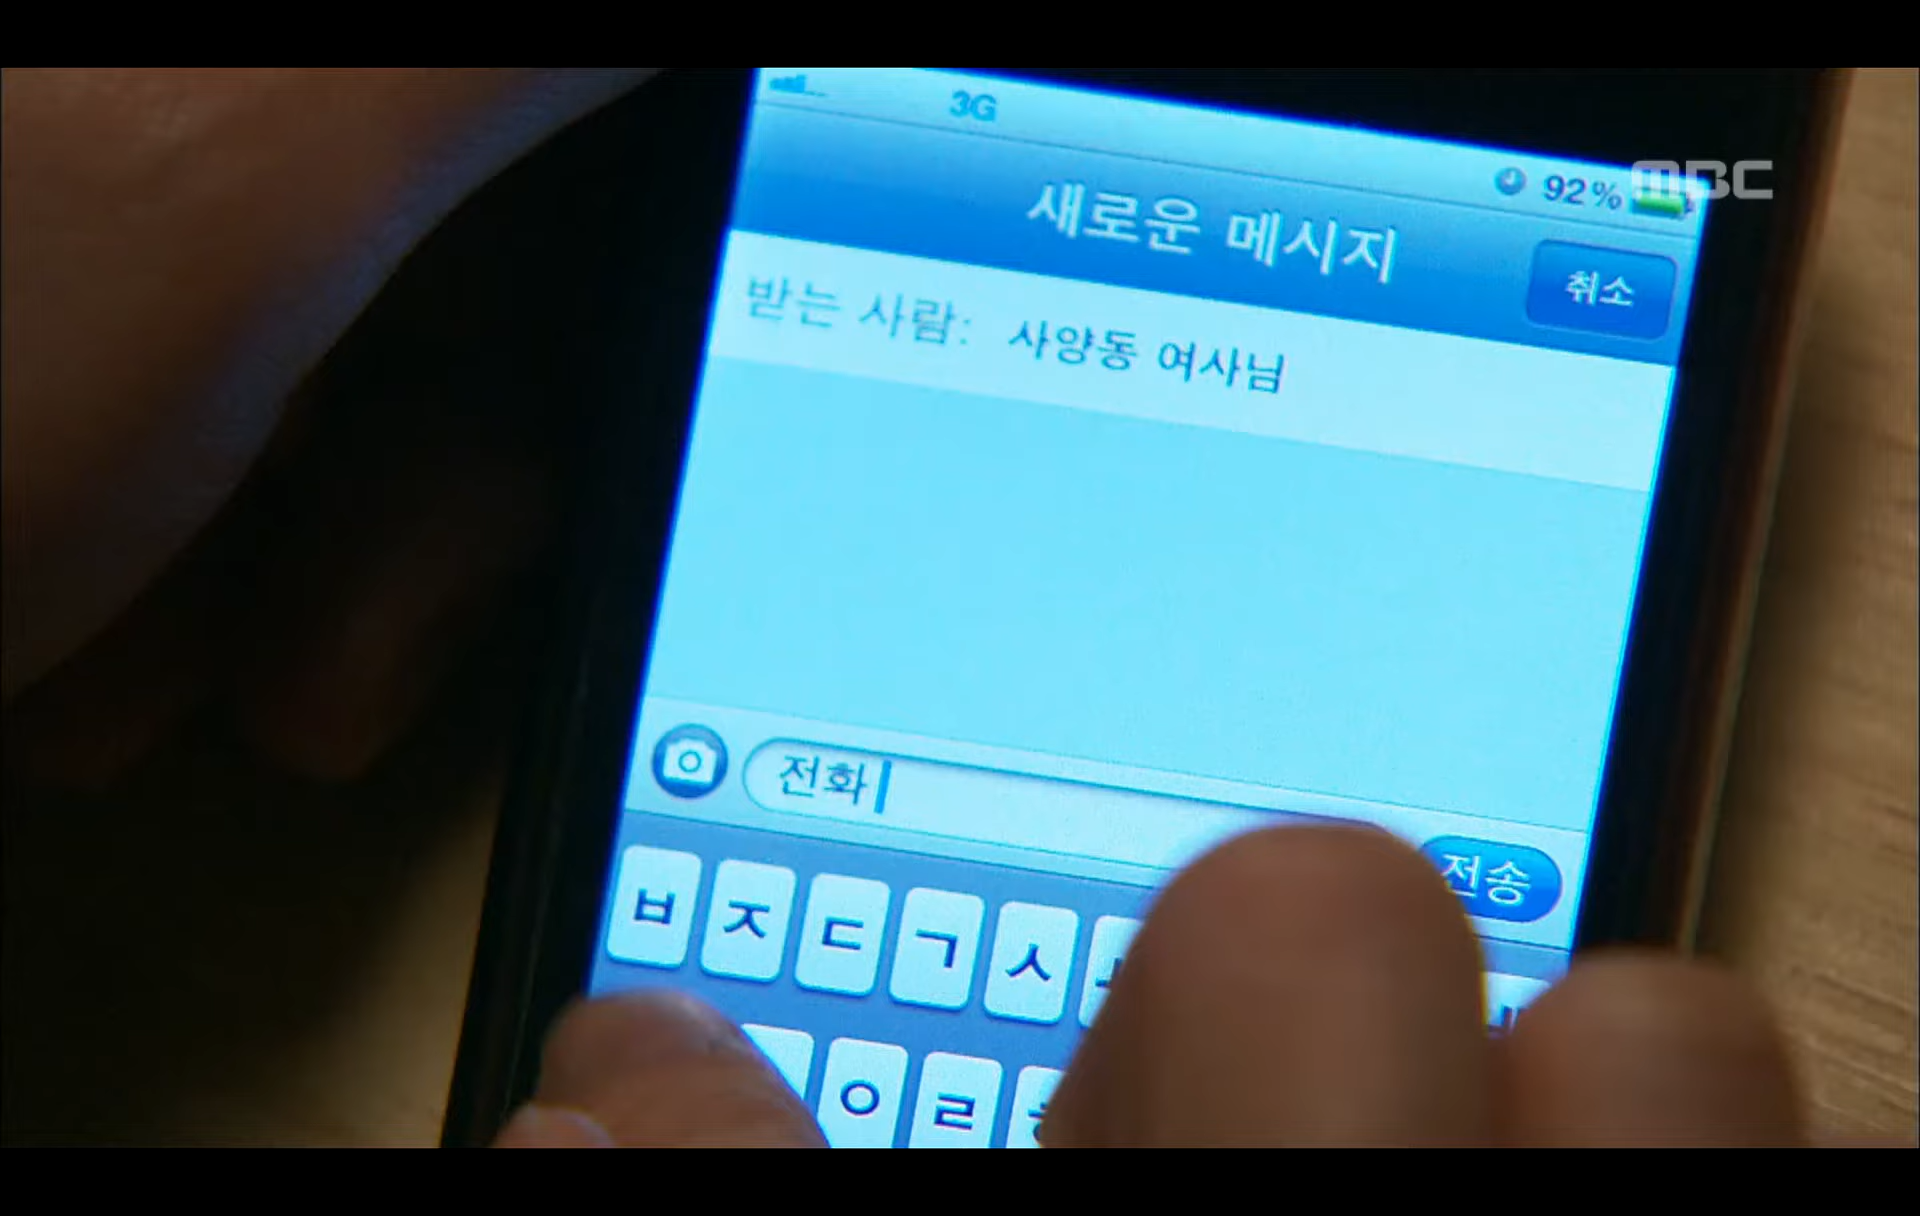 3G
92%
MBC
새로운 메시지
취소
받는 사람: 사양동 여사님
전화
전송
ㅂ ㅈ ㄷ ㄱ ㅅ
ㅇ ㄹ